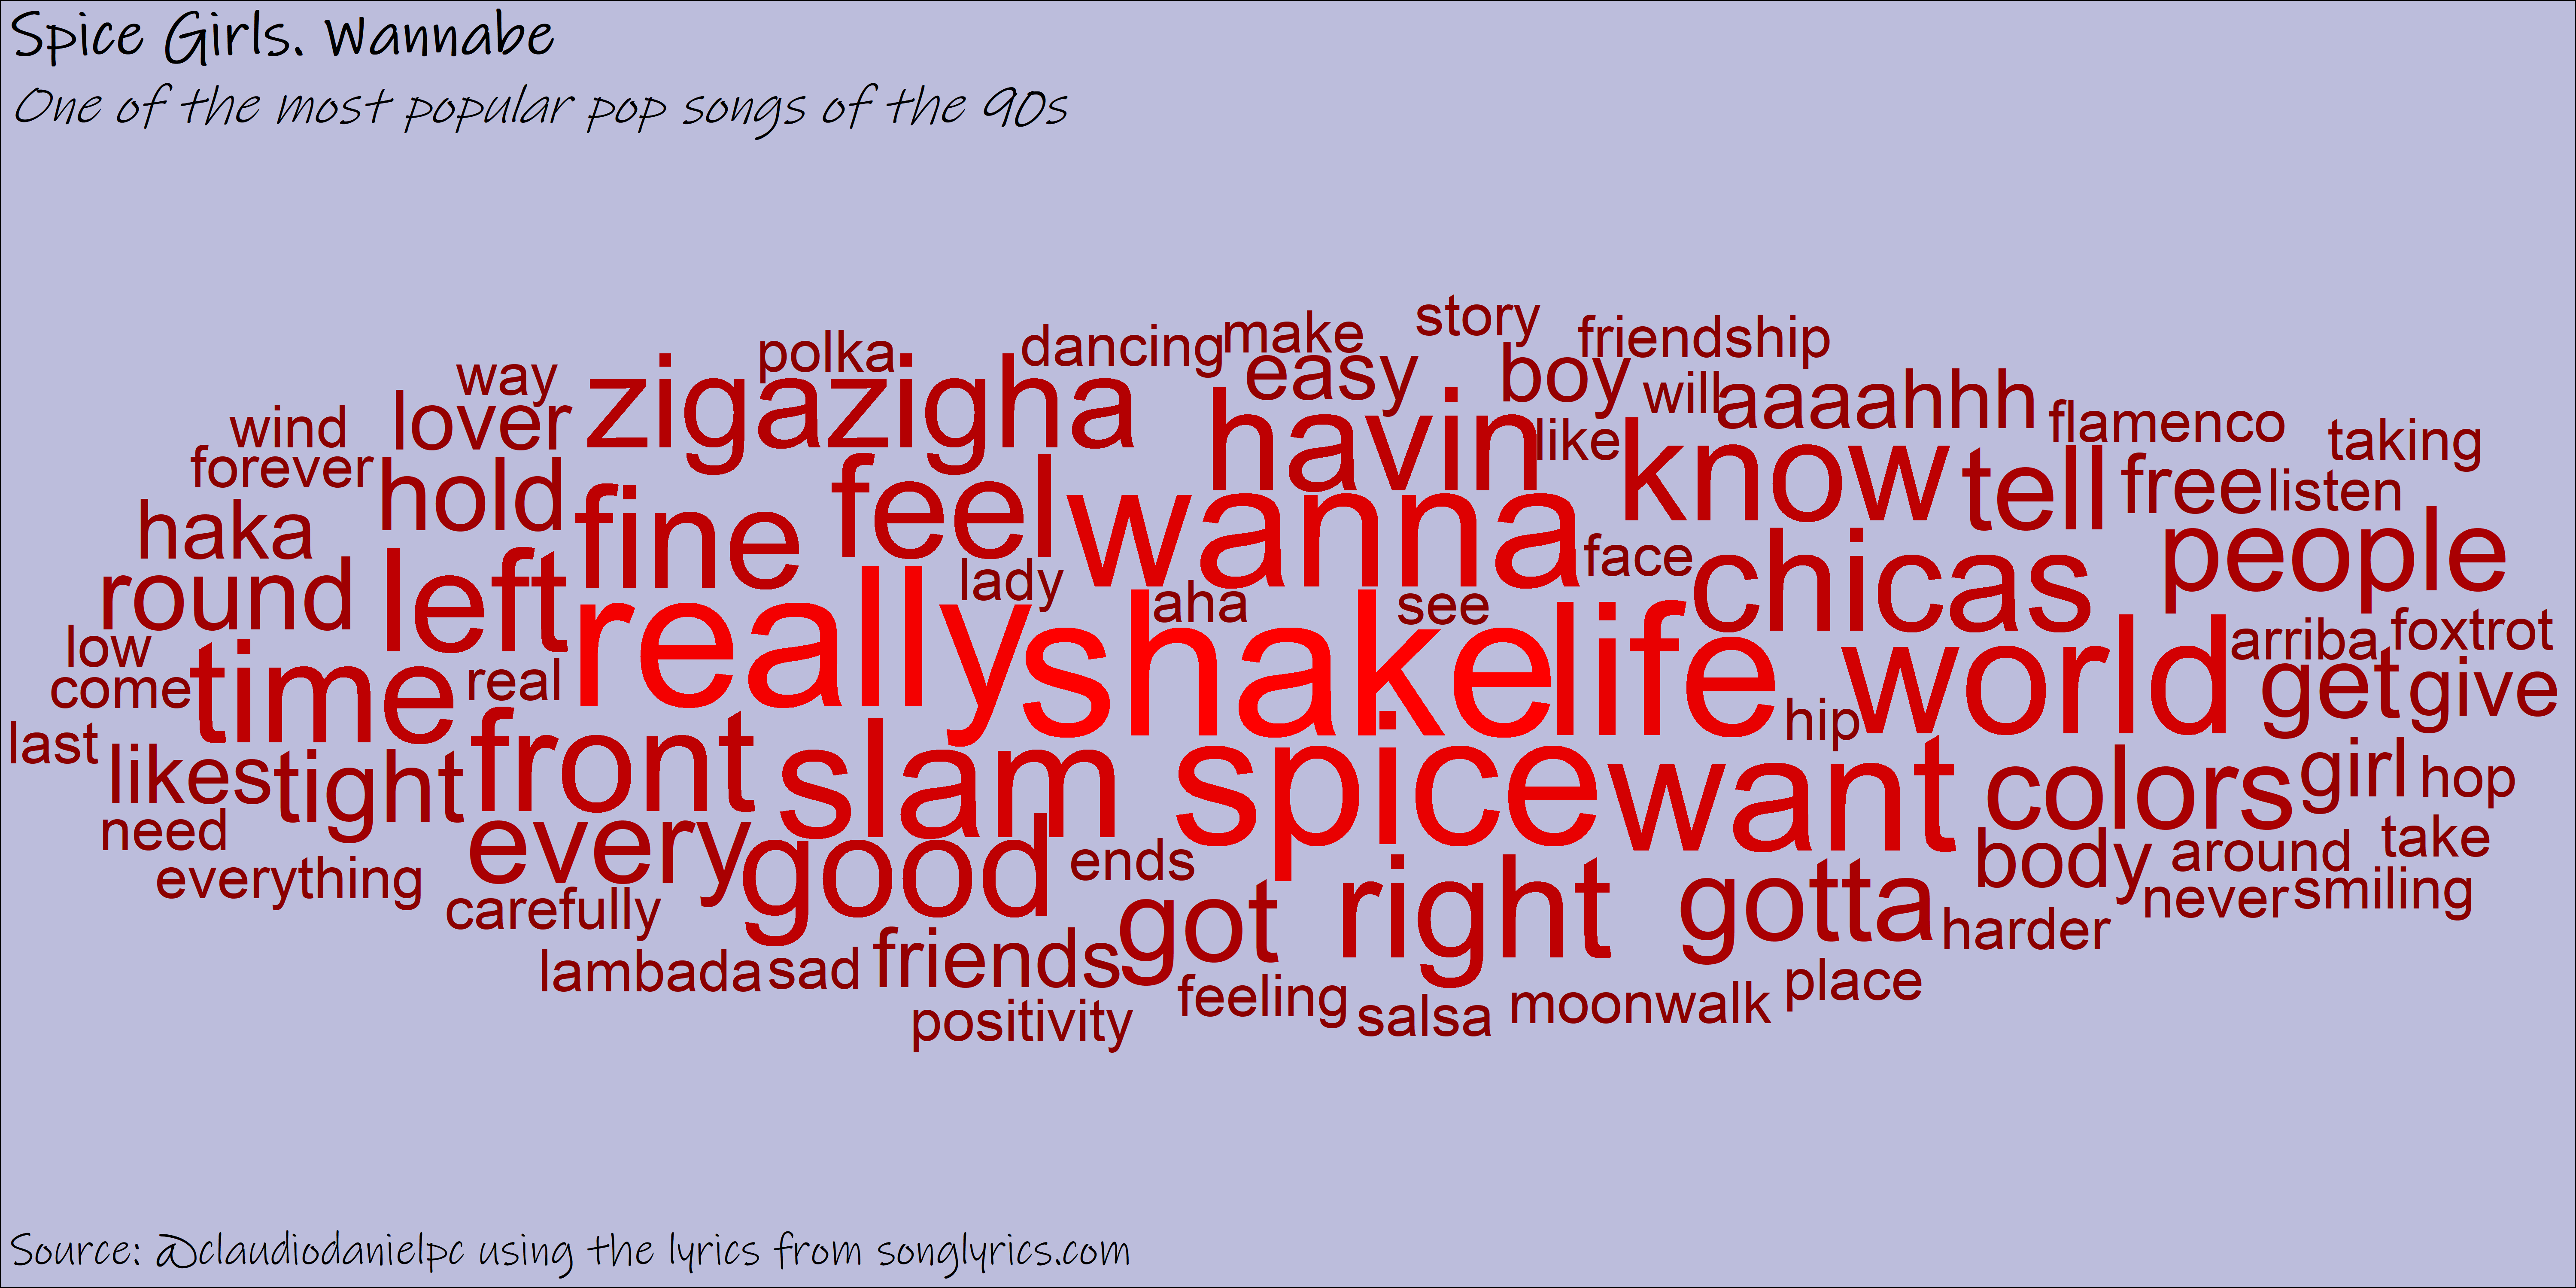 Spice Girls. Wannabe
One of the most popular pop songs of the 90s
story
make
friendship
dancing
polka
way
easy
boy
will
zigazigha
aaaahhh
lover
wind
flamenco
taking
havin
like
know
forever
hold
feel
tell
free
listen
haka
fine
wanna
face
people
round
left
lady
aha
see
chicas
low
really
shake
life
world
arriba
foxtrot
come
time
real
hip
get
give
last
likes
tight
front
slam
spice
want
colors
girl
hop
need
every
good
ends
body
around
take
everything
carefully
got
right
gotta
never
smiling
harder
lambada
sad
friends
feeling
place
positivity
salsa
moonwalk
Source: @claudiodanielpc using the lyrics from songlyrics.com